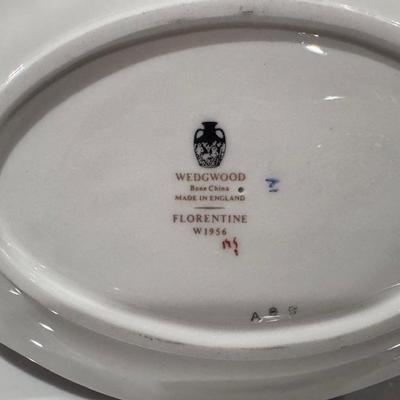 WEDGWOOD
Bone China
MADE IN ENGLAND
FLORENTINE
W1956